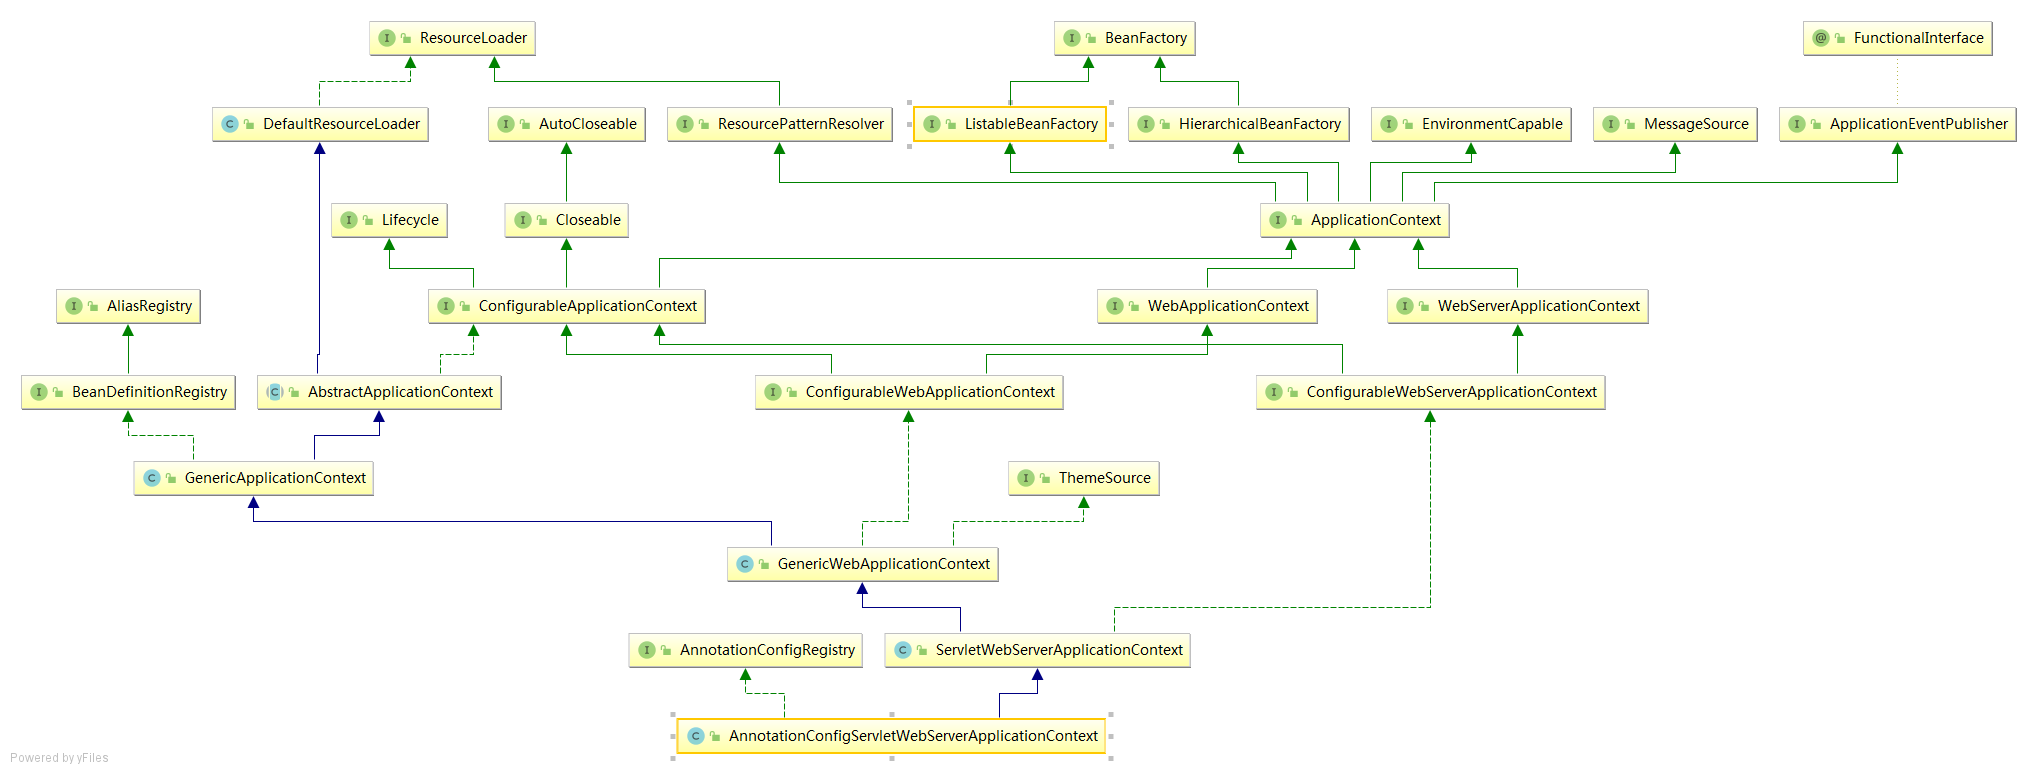 ResourceLoader
BeanFactory
FunctionalInterface
DefaultResourceLoader
AutoCloseable
ResourcePatternResolver
ListableBeanFactory
HierarchicalBeanFactory
EnvironmentCapable
MessageSource
ApplicationEventPublisher
Lifecycle
Closeable
ApplicationContext
AliasRegistry
ConfigurableApplicationContext
WebApplicationContext
WebServerApplicationContext
BeanDefinitionRegistry
AbstractApplicationContext
ConfigurableWebApplicationContext
ConfigurableWebServerApplicationContext
GenericApplicationContext
ThemeSource
GenericWebApplicationContext
AnnotationConfigRegistry
ServletWebServerApplicationContext
AnnotationConfigServletWebServerApplicationContext
Powered by yFiles